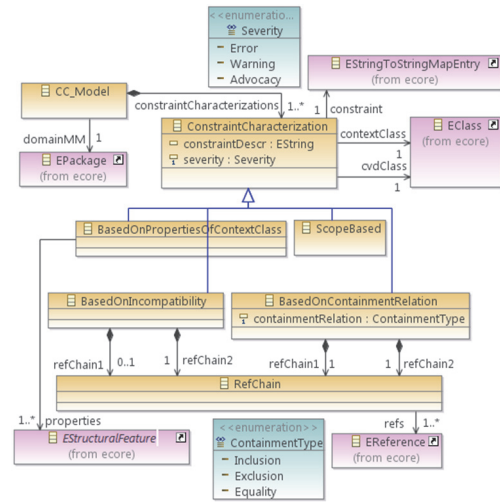 <<enumeratio...
Severity
Error
Warning
Advocacy
EStringToStringMapEntry
(from ecore)
CC_Model
constraintCharacterizations
1..*
1
constraint
domainMM
1
ConstraintCharacterization
constraintDescr : EString
severity : Severity
contextClass
1
EClass
(from ecore)
cvdClass
1
EPackage
(from ecore)
BasedOnPropertiesOfContextClass
ScopeBased
BasedOnIncompatibility
BasedOnContainmentRelation
containmentRelation : ContainmentType
refChain1
0..1
1
refChain2
refChain1
1
1
refChain2
RefChain
1..*
properties
refs
1..*
EStructuralFeature
(from ecore)
<<enumeration>>
ContainmentType
Inclusion
Exclusion
Equality
EReference
(from ecore)